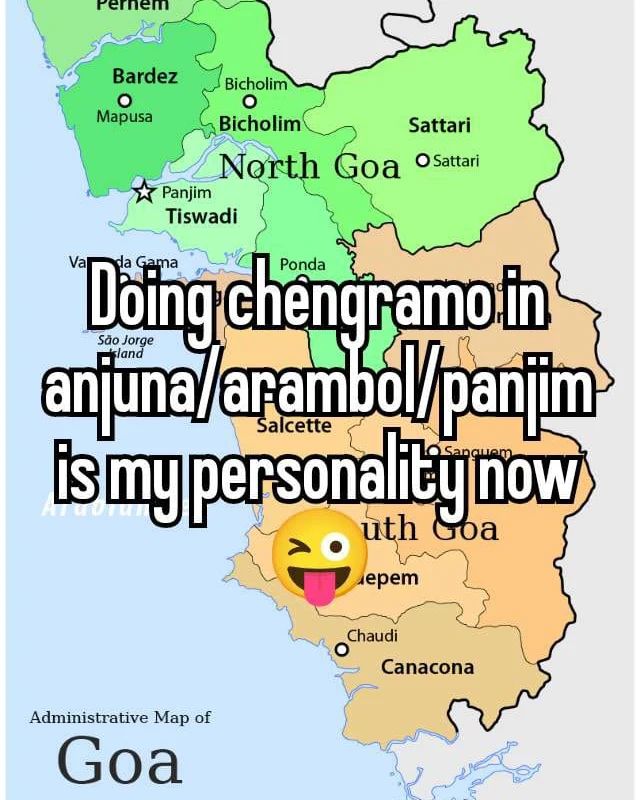 Pernem
Bardez
Mapusa
Bicholim
Bicholim
Sattari
Sattari
North Goa
Panjim
Tiswadi
Gama
Ponda
Doing chengramo in
São Jorge
Island
anjuna/arambol/panjim
Salcette
Sanguem
is my personality now
😜
Goa
Chaudi
Canacona
Administrative Map of
Goa